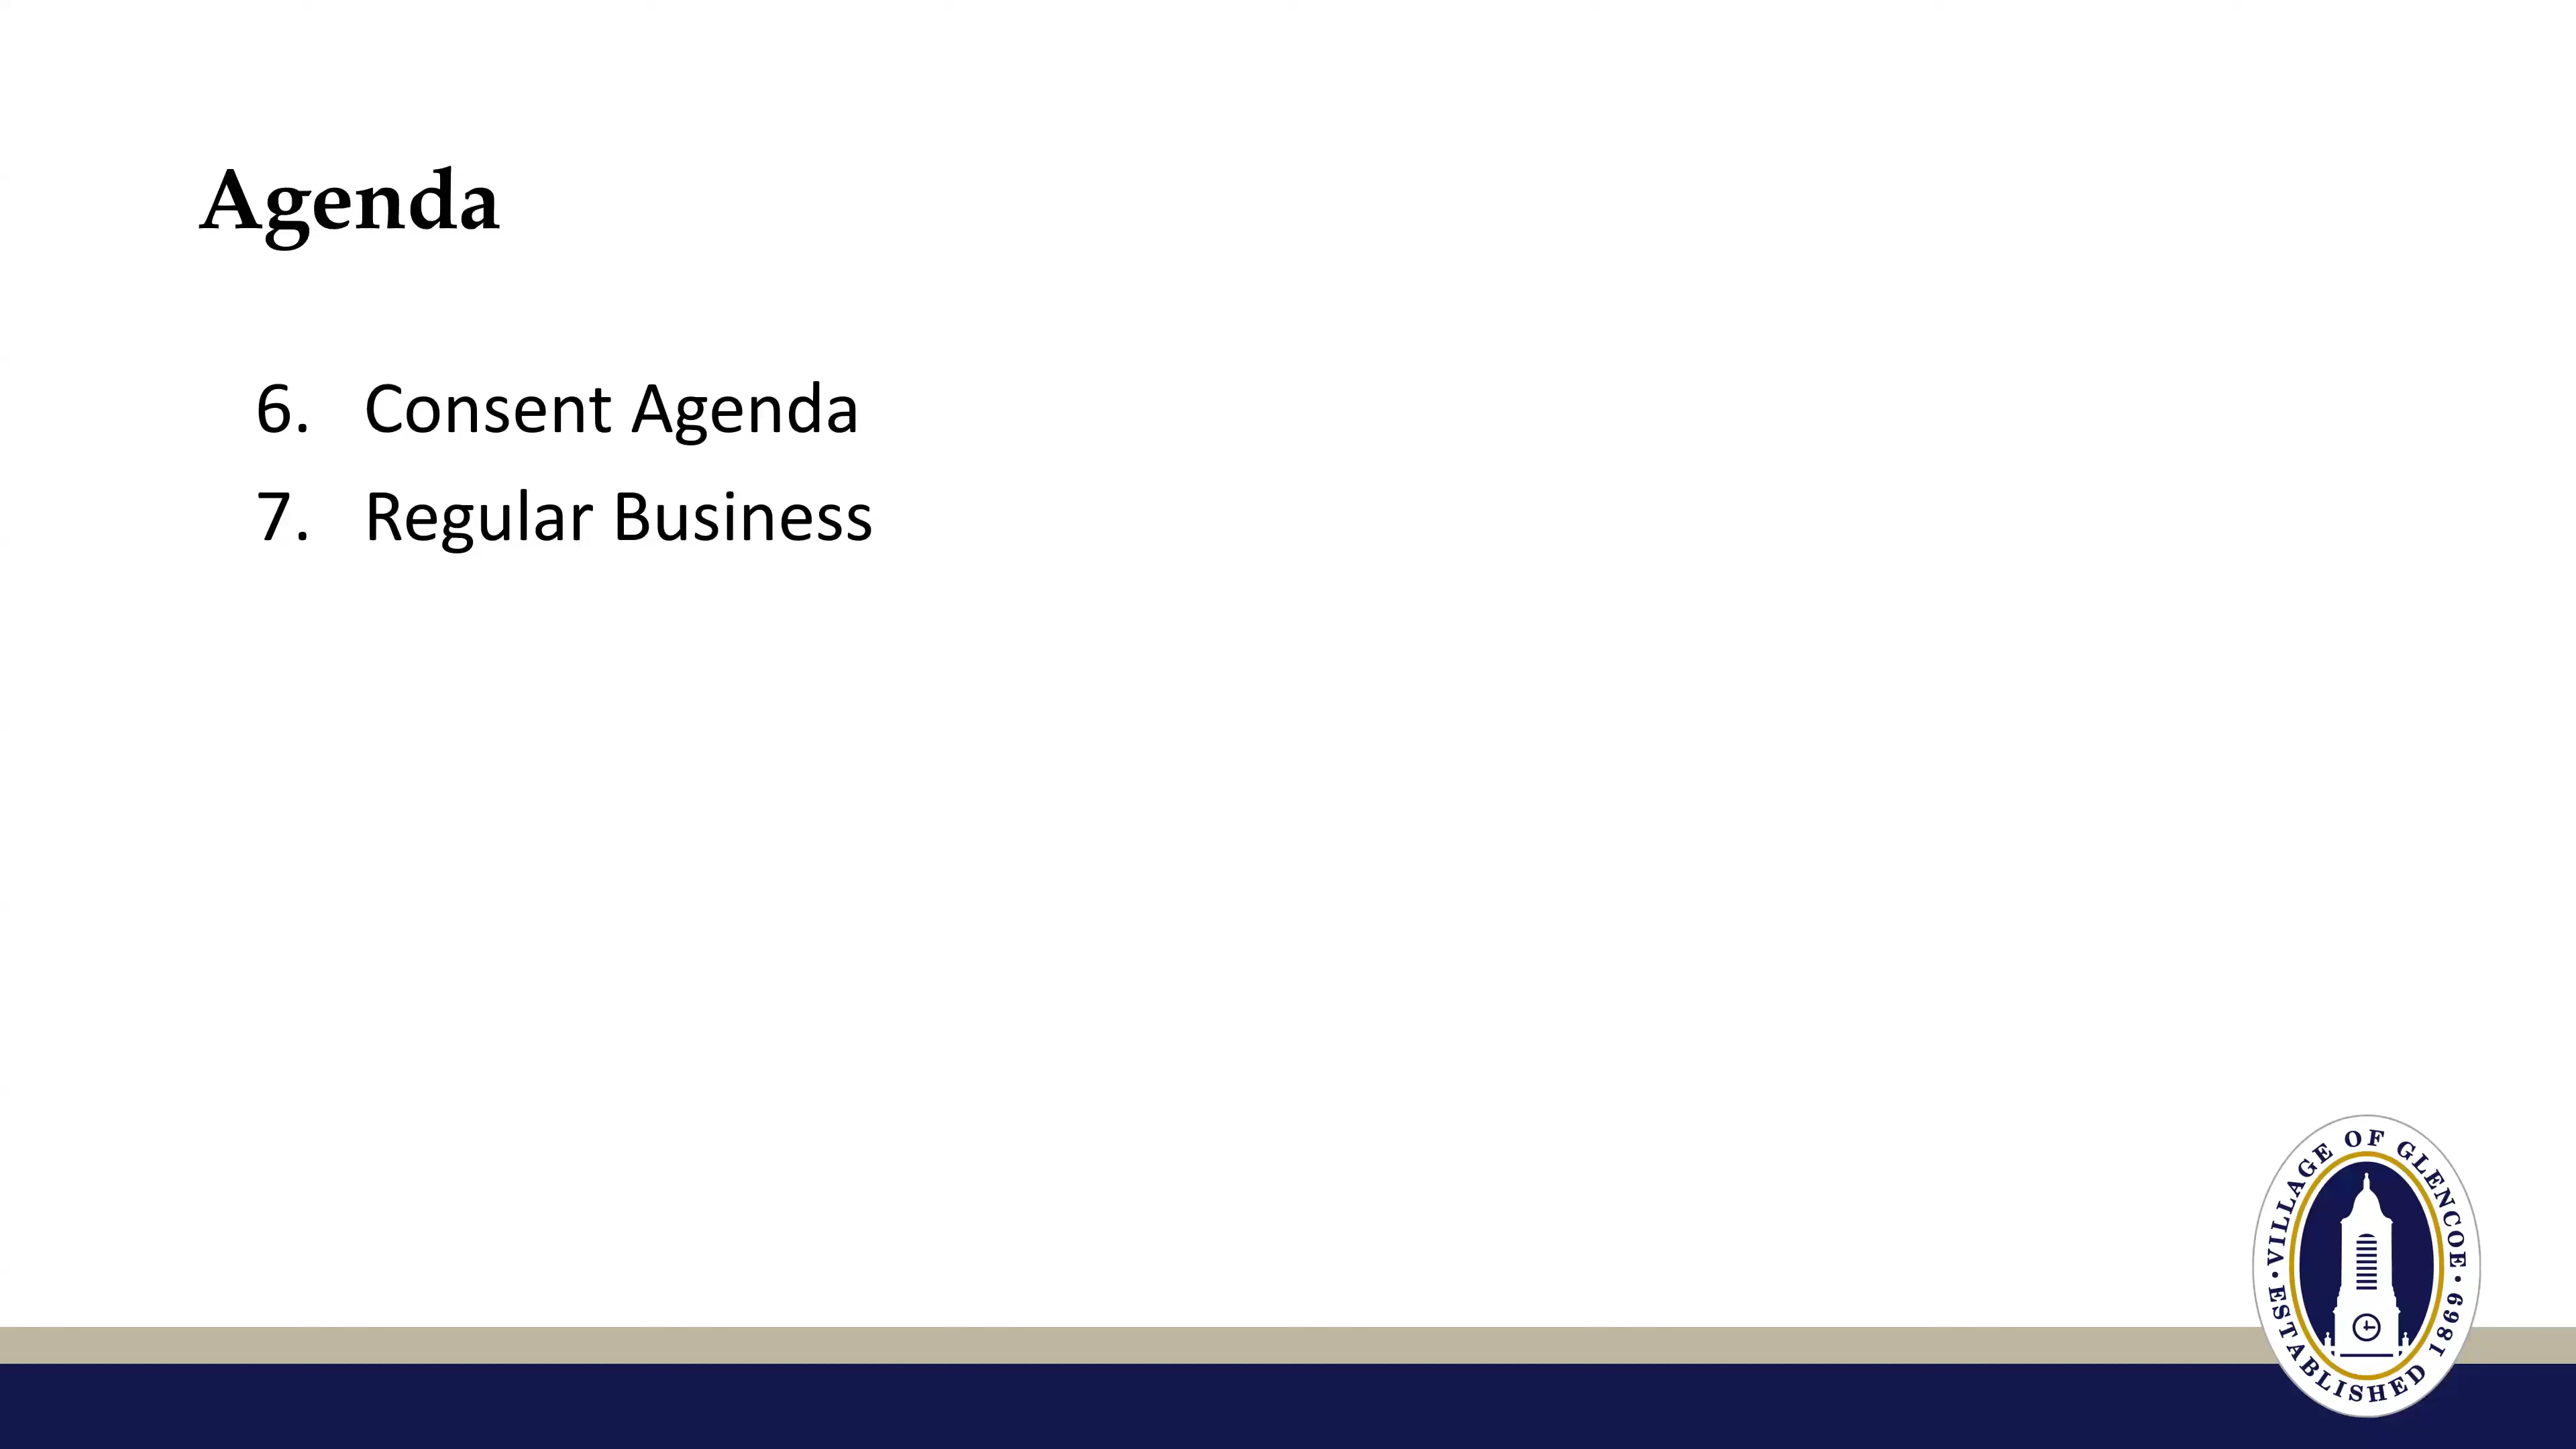 Agenda
6. Consent Agenda
7. Regular Business
VILLAGE OF GLENCOE • ESTABLISHED 1869 •